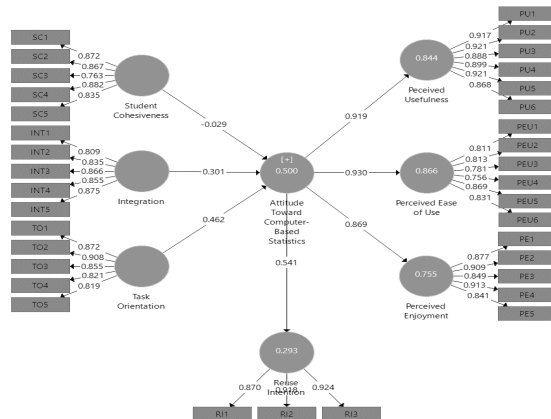 SC1
SC2
SC3
SC4
SC5
0.872
0.867
0.763
0.882
0.835
Student
Cohesiveness
INT1
INT2
INT3
INT4
INT5
0.809
0.835
0.866
0.855
0.875
Integration
TO1
TO2
TO3
TO4
TO5
0.872
0.908
0.855
0.821
0.819
Task
Orientation
-0.029
0.301
0.462
[+]
0.500
Attitude
Toward
Computer-
Based
Statistics
0.919
0.930
0.869
0.541
0.844
Perceived
Usefulness
0.917
0.921
0.888
0.899
0.921
0.868
PU1
PU2
PU3
PU4
PU5
PU6
0.866
Perceived Ease
of Use
0.811
0.813
0.781
0.756
0.869
0.831
PEU1
PEU2
PEU3
PEU4
PEU5
PEU6
0.755
Perceived
Enjoyment
0.877
0.909
0.849
0.913
0.841
PE1
PE2
PE3
PE4
PE5
0.293
Reuse
Intention
0.870
0.918
0.924
RI1
RI2
RI3